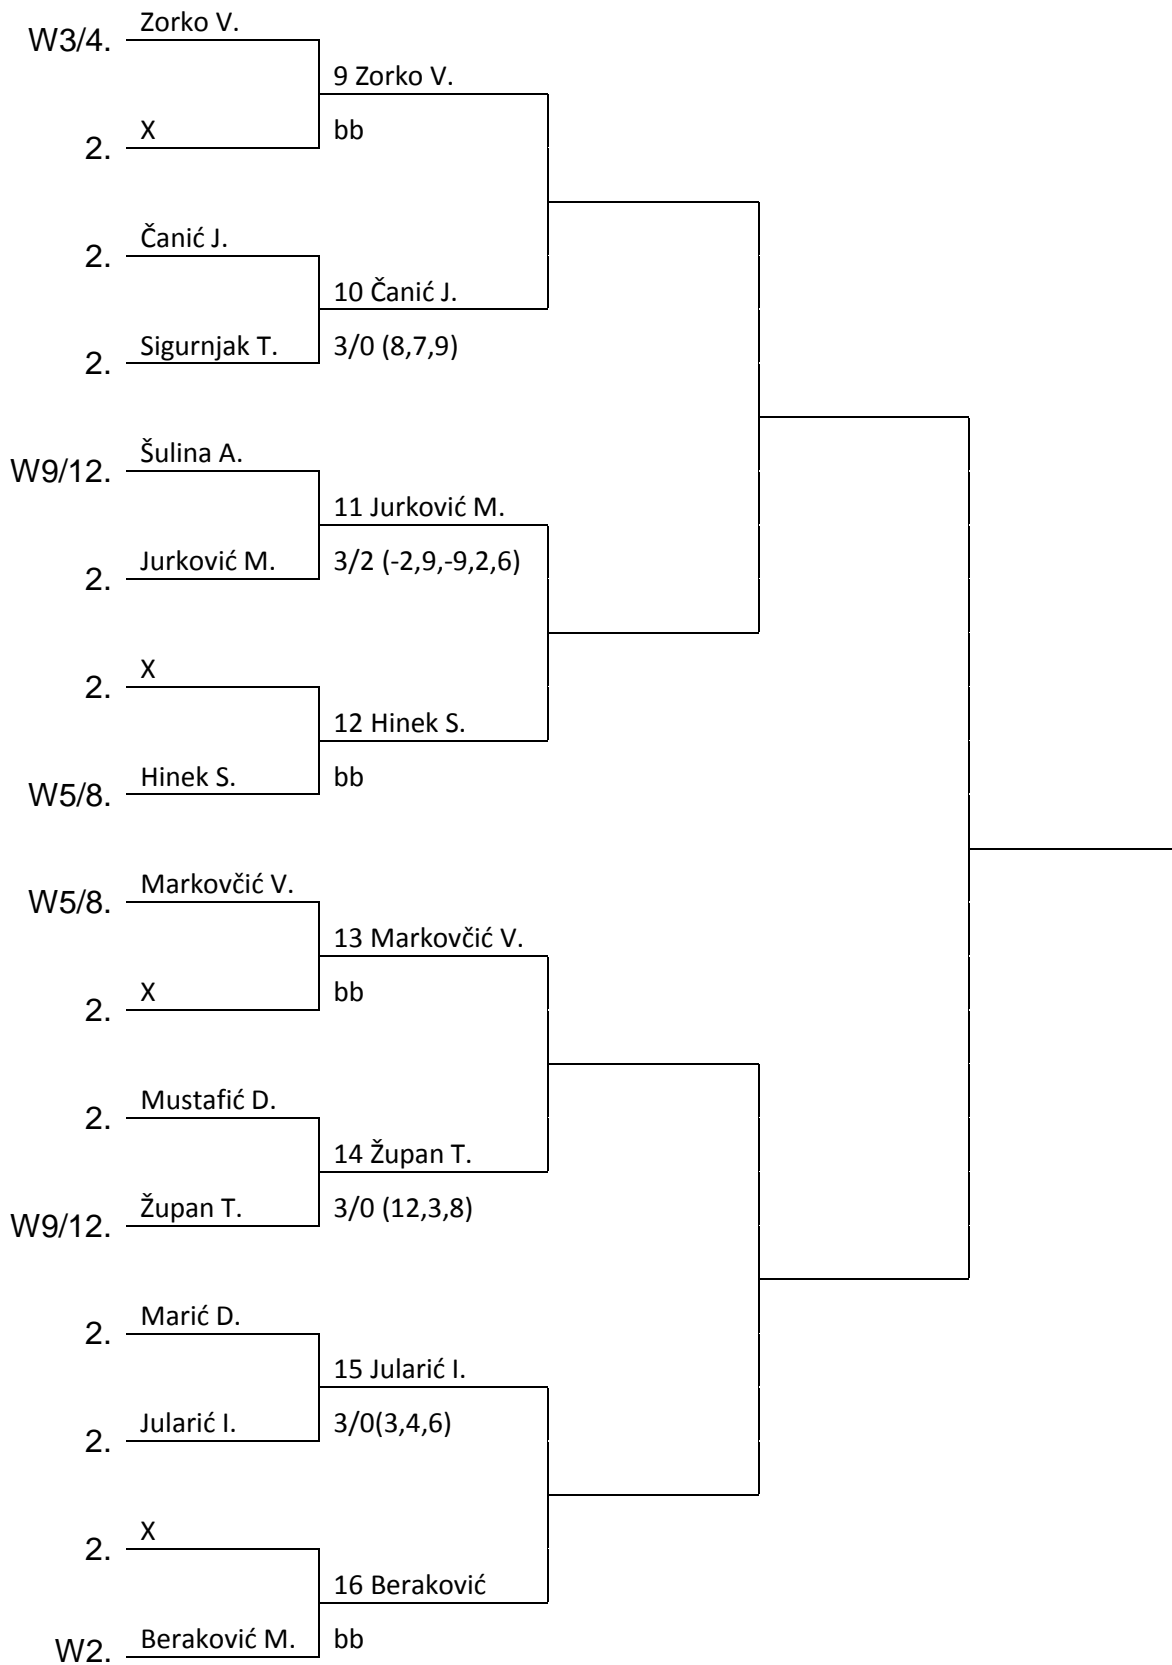 Zorko V.
W3/4.
9 Zorko V.
X
bb
2.
Čanić J.
2.
10 Čanić J.
Sigurnjak T.
3/0 (8,7,9)
2.
Šulina A.
W9/12.
11 Jurković M.
Jurković M.
3/2 (-2,9,-9,2,6)
2.
X
2.
12 Hinek S.
Hinek S.
bb
W5/8.
Markovčić V.
W5/8.
13 Markovčić V.
X
bb
2.
Mustafić D.
2.
14 Župan T.
Župan T.
3/0 (12,3,8)
W9/12.
Marić D.
2.
15 Jularić I.
Jularić I.
3/0(3,4,6)
2.
X
2.
16 Beraković
Beraković M.
bb
W2.